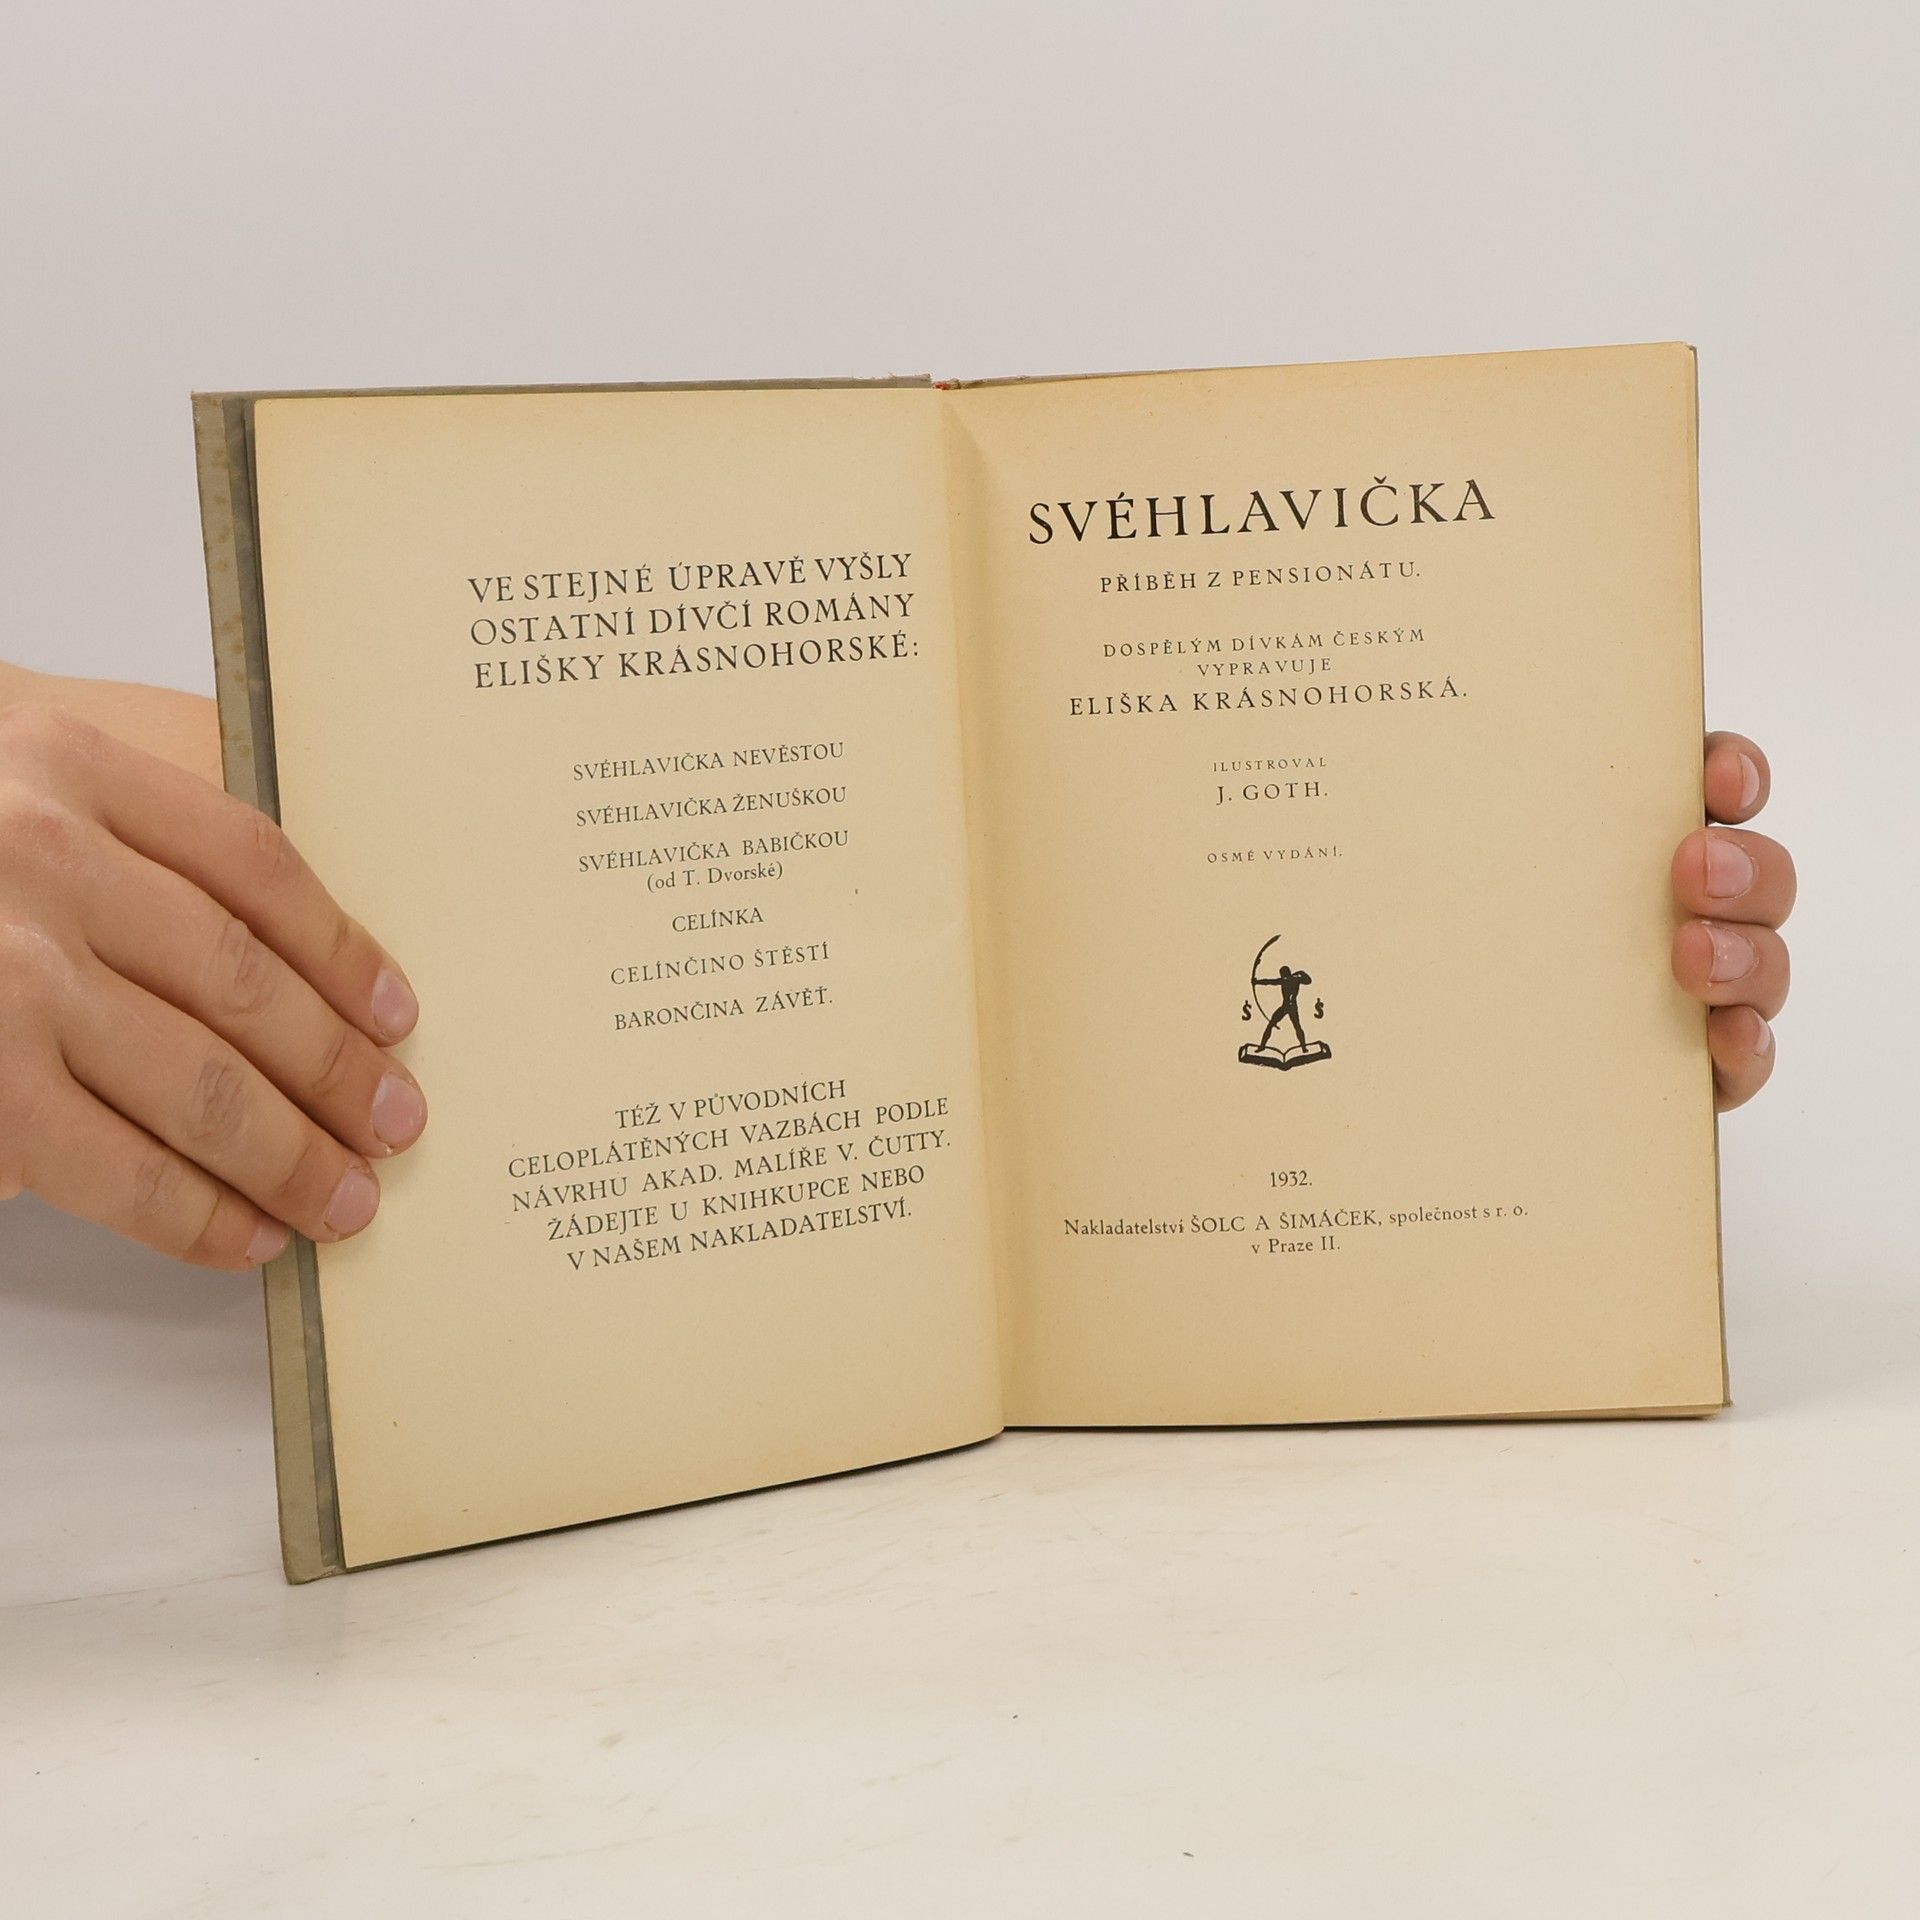 VE STEJNÉ ÚPRAVĚ VYŠLY
OSTATNÍ DÍVČÍ ROMÁNY
ELIŠKY KRÁSNOHORSKÉ:
SVÉHLAVIČKA NEVĚSTOU
SVÉHLAVIČKA ŽENUŠKOU
SVÉHLAVIČKA BABIČKOU
(od T. Dvorské)
CELÍNKA
CELÍNČINO ŠTĚSTÍ
BARONČINA ZÁVĚŤ.
TÉŽ V PŮVODNÍCH
CELOPLÁTĚNÝCH VAZBÁCH PODLE
NÁVRHU AKAD. MALÍŘE V. ČUTTY.
ŽÁDEJTE U KNIHKUPCE NEBO
V NAŠEM NAKLADATELSTVÍ.
SVÉHLAVIČKA
PŘÍBĚH Z PENSIONÁTU.
DOSPĚLÝM DÍVKÁM ČESKÝM
VYPRAVUJE
ELIŠKA KRÁSNOHORSKÁ.
ILUSTROVAL
J. GOTH.
OSMÉ VYDÁNÍ.
Š Š
1932.
Nakladatelství ŠOLC A ŠIMÁČEK, společnost s r. o.
v Praze II.